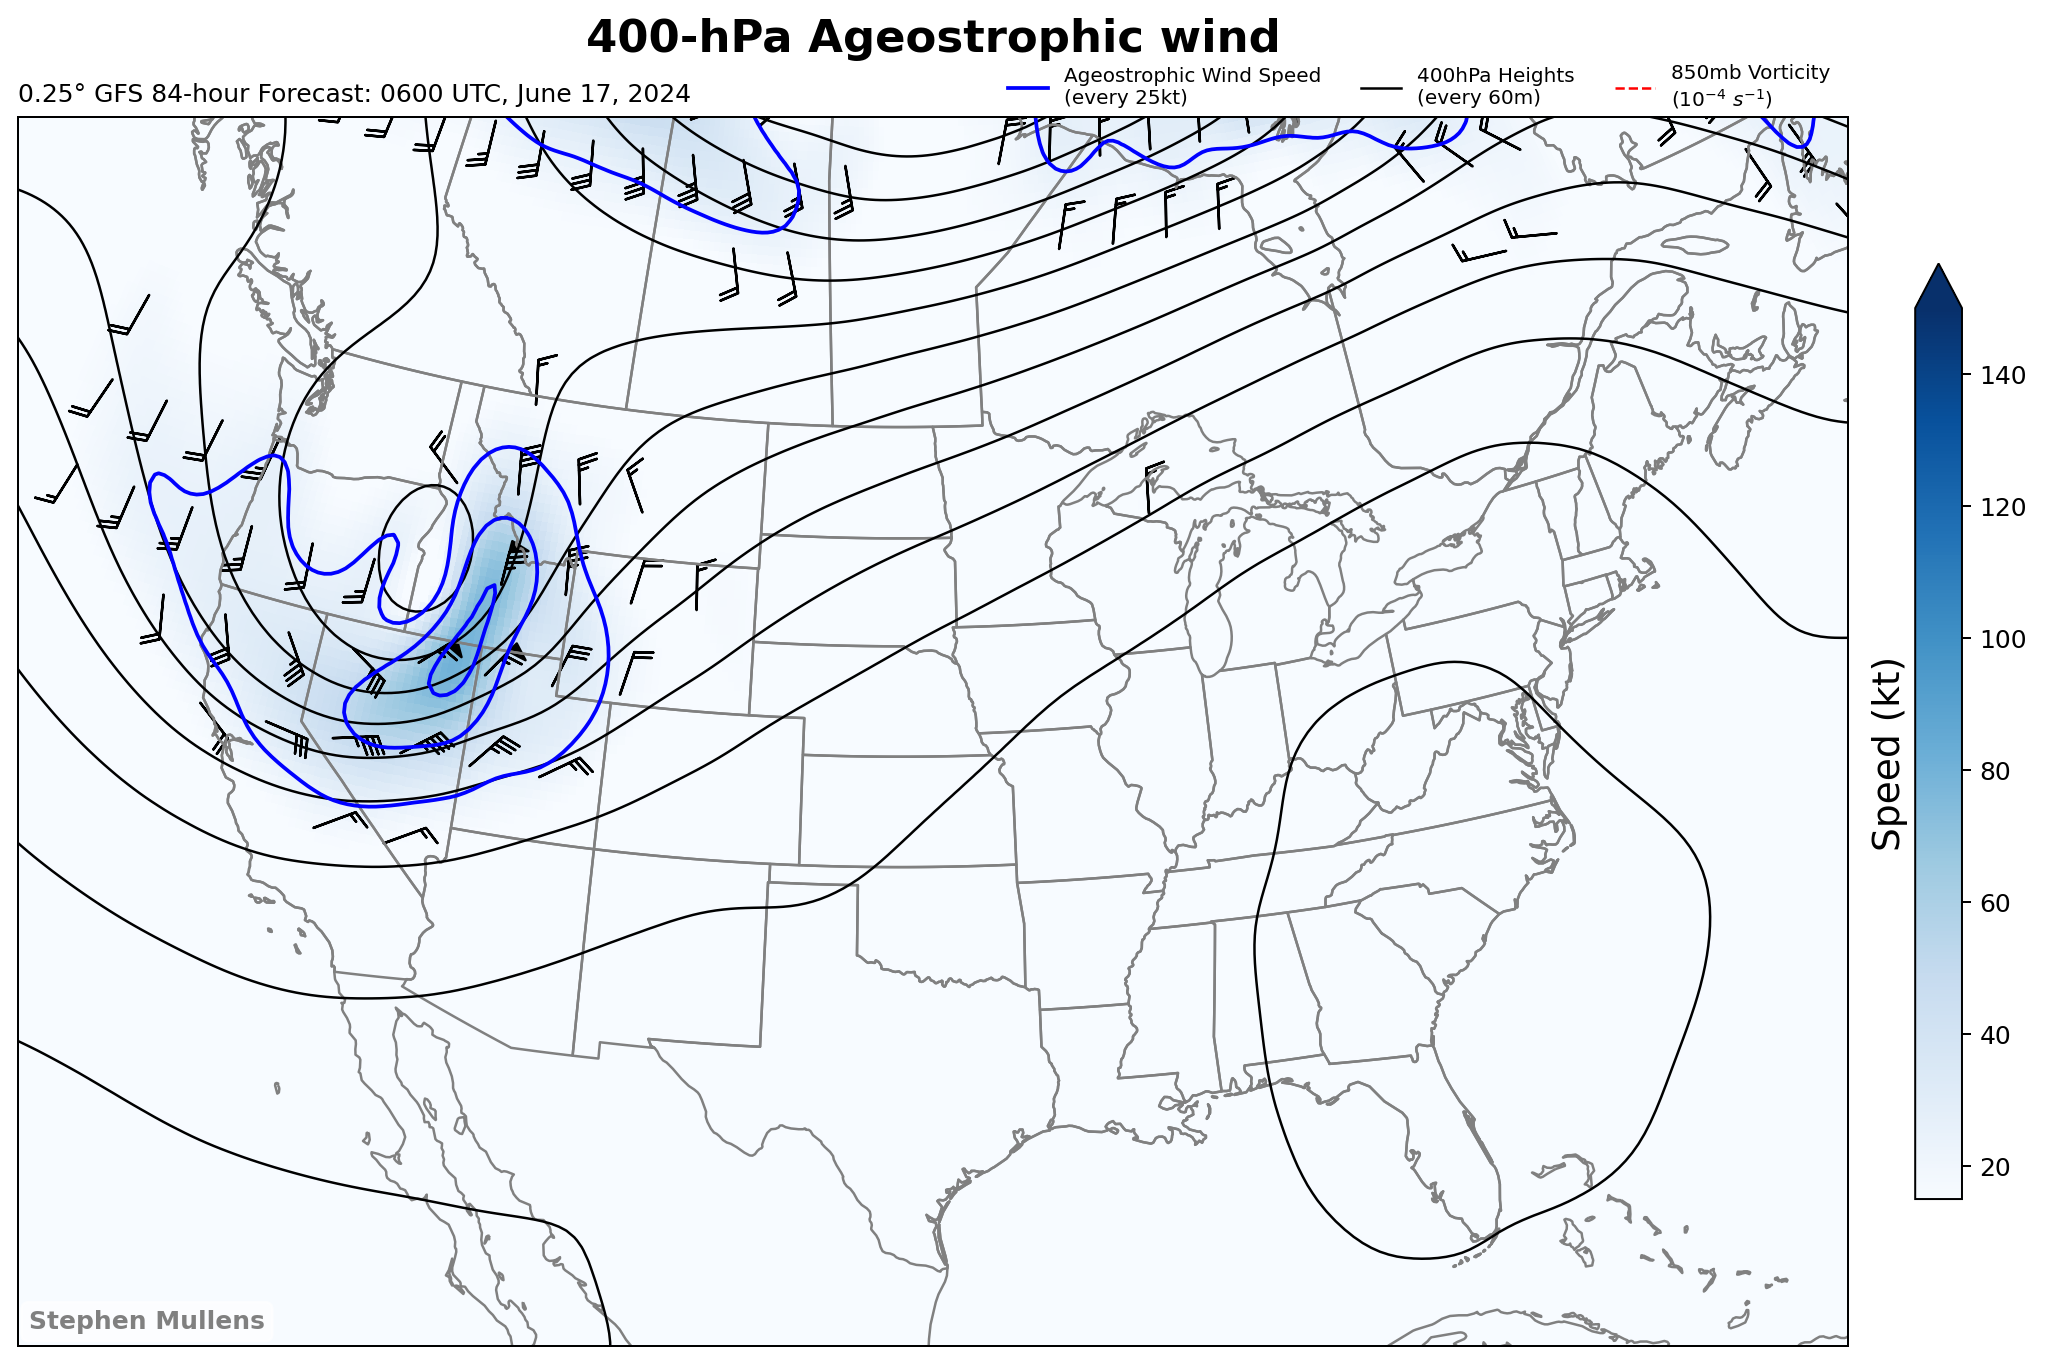 400-hPa Ageostrophic wind
0.25° GFS 84-hour Forecast: 0600 UTC, June 17, 2024
Ageostrophic Wind Speed
(every 25kt)
400hPa Heights
(every 60m)
850mb Vorticity
(10⁻⁴ s⁻¹)
140
120
100
80
60
40
20
Speed (kt)
Stephen Mullens